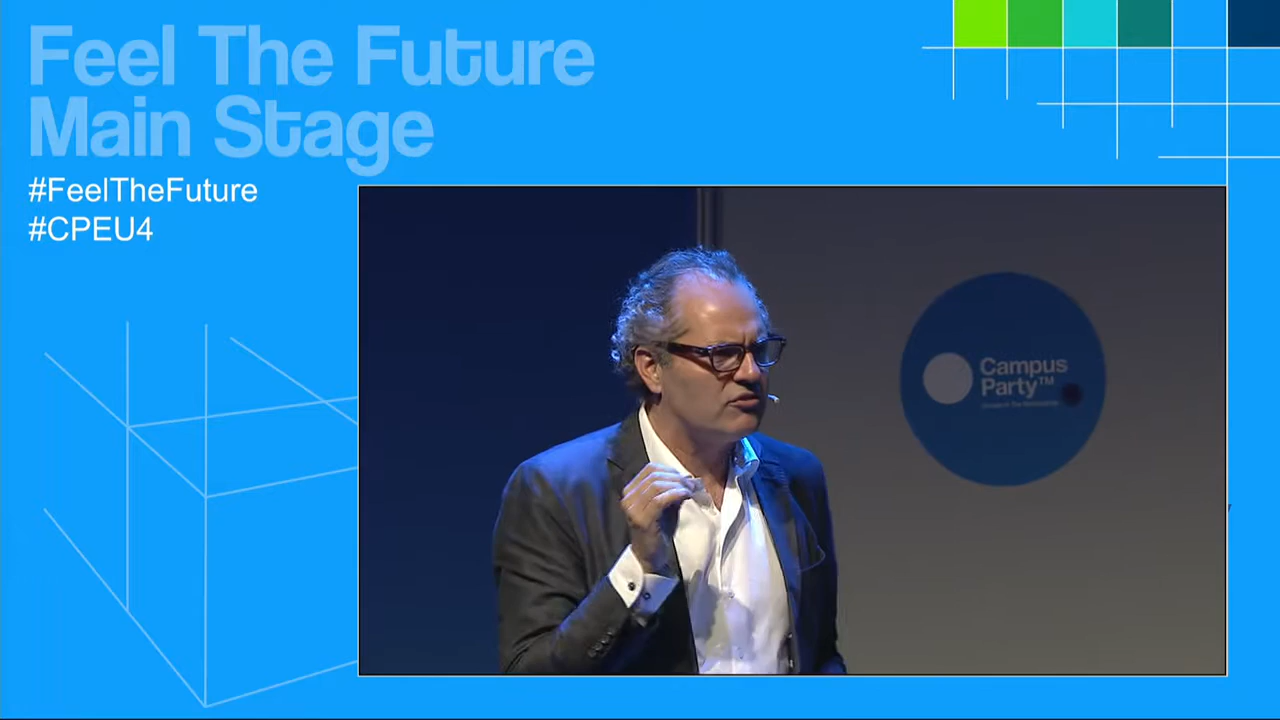 Feel The Future
Main Stage
#FeelTheFuture
#CPEU4
Campus
Party™